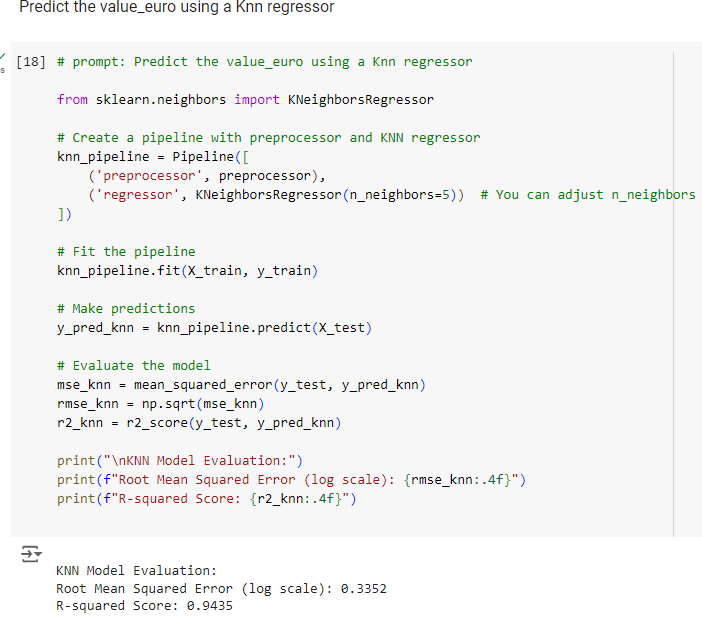 Predict the value_euro using a Knn regressor
[18] # prompt: Predict the value_euro using a Knn regressor
s
from sklearn.neighbors import KNeighborsRegressor
# Create a pipeline with preprocessor and KNN regressor
knn_pipeline = Pipeline([
('preprocessor', preprocessor),
('regressor', KNeighborsRegressor(n_neighbors=5)) # You can adjust n_neighbors
])
# Fit the pipeline
knn_pipeline.fit(X_train, y_train)
# Make predictions
y_pred_knn = knn_pipeline.predict(X_test)
# Evaluate the model
mse_knn = mean_squared_error(y_test, y_pred_knn)
rmse_knn = np.sqrt(mse_knn)
r2_knn = r2_score(y_test, y_pred_knn)
print("\nKNN Model Evaluation:")
print(f"Root Mean Squared Error (log scale): {rmse_knn:.4f}")
print(f"R-squared Score: {r2_knn:.4f}")
KNN Model Evaluation:
Root Mean Squared Error (log scale): 0.3352
R-squared Score: 0.9435